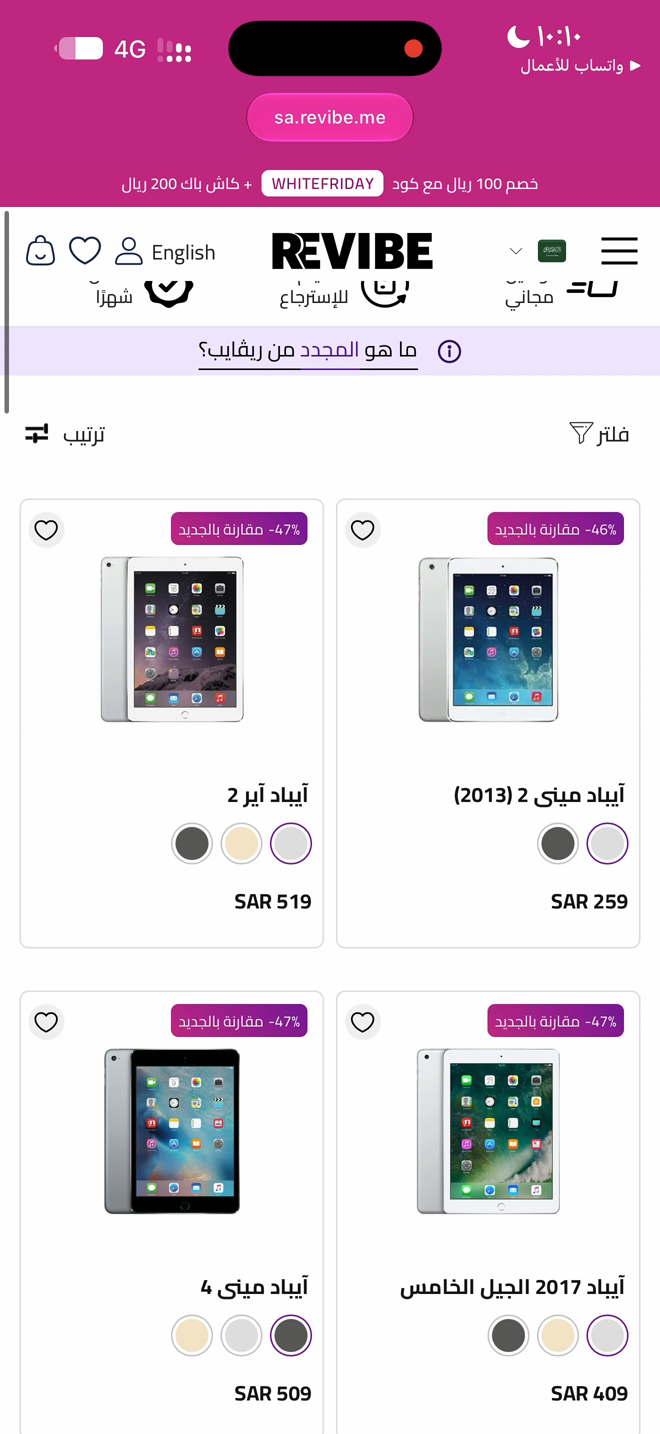 ١٠:١٠
4G
◀ واتساب للأعمال
sa.revibe.me
خصم 100 ريال مع كود WHITEFRIDAY + كاش باك 200 ريال
REVIBE
English
مجاني
للإسترجاع
شهرًا
ما هو المجدد من ريڤايب؟
فلتر
ترتيب
-46% مقارنة بالجديد
آيباد ميني 2 (2013)
SAR 259
-47% مقارنة بالجديد
آيباد آير 2
SAR 519
-47% مقارنة بالجديد
آيباد 2017 الجيل الخامس
SAR 409
-47% مقارنة بالجديد
آيباد ميني 4
SAR 509